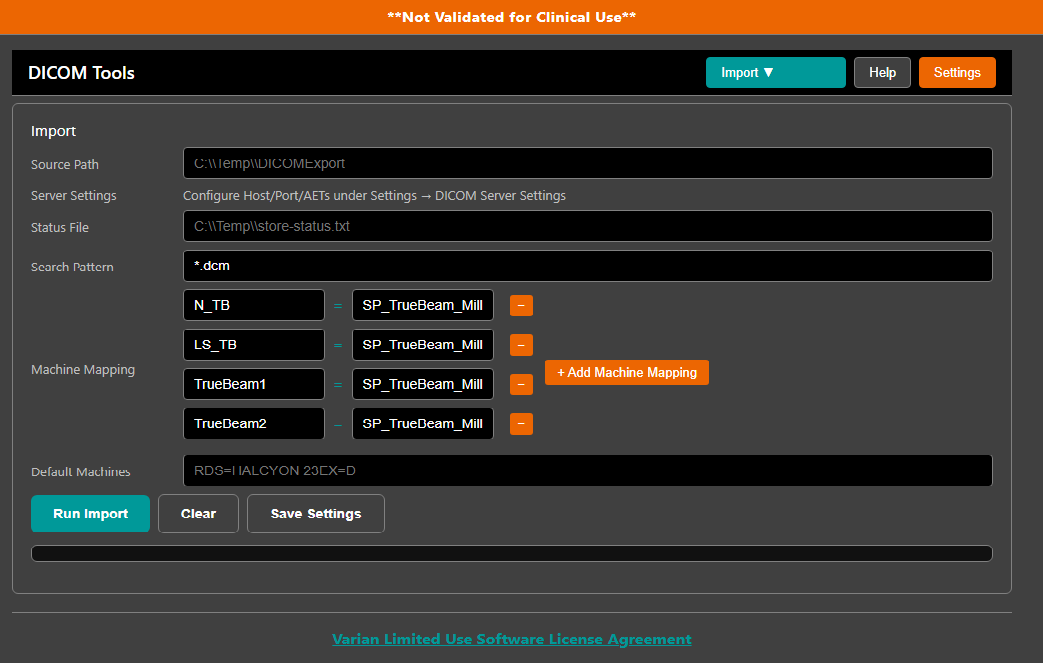 **Not Validated for Clinical Use**
DICOM Tools
Import ▼
Help
Settings
Import
Source Path
C:\\Temp\\DICOMExport
Server Settings
Configure Host/Port/AETs under Settings → DICOM Server Settings
Status File
C:\\Temp\\store-status.txt
Search Pattern
*.dcm
Machine Mapping
N_TB = SP_TrueBeam_Mill −
LS_TB = SP_TrueBeam_Mill −
TrueBeam1 = SP_TrueBeam_Mill −
+ Add Machine Mapping
TrueBeam2 = SP_TrueBeam_Mill −
Default Machines
RDS=HALCYON 23EX=D
Run Import
Clear
Save Settings
Varian Limited Use Software License Agreement